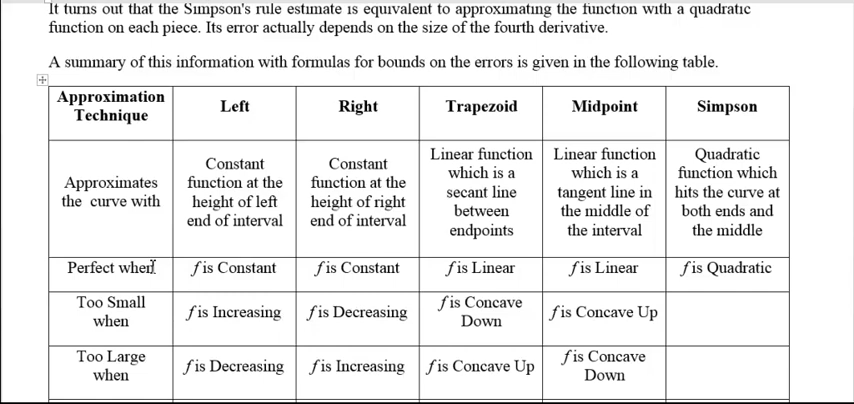 It turns out that the Simpson's rule estimate is equivalent to approximating the function with a quadratic
function on each piece. Its error actually depends on the size of the fourth derivative.
A summary of this information with formulas for bounds on the errors is given in the following table.
Approximation
Technique
Left
Right
Trapezoid
Midpoint
Simpson
Approximates
the curve with
Constant
function at the
height of left
end of interval
Constant
function at the
height of right
end of interval
Linear function
which is a
secant line
between
endpoints
Linear function
which is a
tangent line in
the middle of
the interval
Quadratic
function which
hits the curve at
both ends and
the middle
Perfect when
f is Constant
f is Constant
f is Linear
f is Linear
f is Quadratic
Too Small
when
f is Increasing
f is Decreasing
f is Concave
Down
f is Concave Up
Too Large
when
f is Decreasing
f is Increasing
f is Concave Up
f is Concave
Down